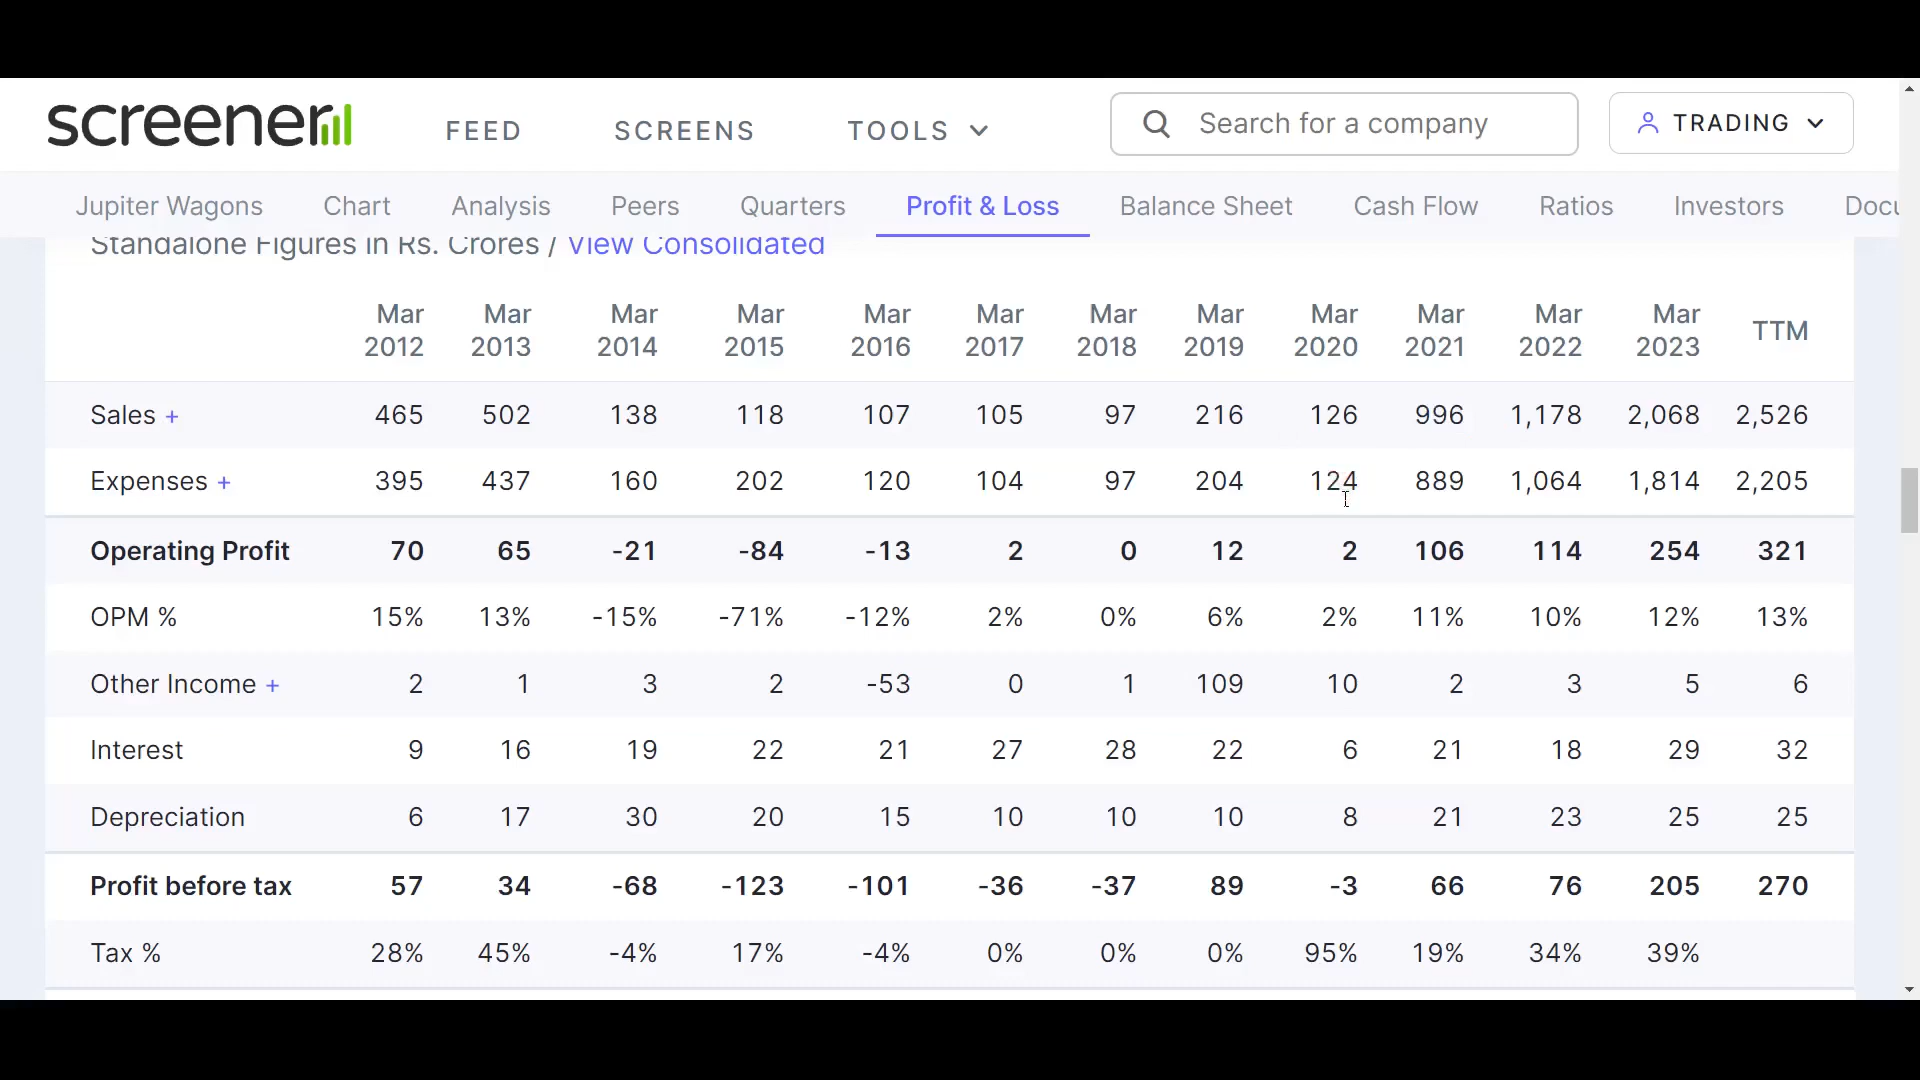 screener
FEED SCREENS TOOLS Search for a company TRADING
Jupiter Wagons Chart Analysis Peers Quarters Profit & Loss Balance Sheet Cash Flow Ratios Investors Docu
Standalone Figures in Rs. Crores / View Consolidated
Mar 2012 Mar 2013 Mar 2014 Mar 2015 Mar 2016 Mar 2017 Mar 2018 Mar 2019 Mar 2020 Mar 2021 Mar 2022 Mar 2023 TTM
Sales + 465 502 138 118 107 105 97 216 126 996 1,178 2,068 2,526
Expenses + 395 437 160 202 120 104 97 204 124 889 1,064 1,814 2,205
Operating Profit 70 65 -21 -84 -13 2 0 12 2 106 114 254 321
OPM % 15% 13% -15% -71% -12% 2% 0% 6% 2% 11% 10% 12% 13%
Other Income + 2 1 3 2 -53 0 1 109 10 2 3 5 6
Interest 9 16 19 22 21 27 28 22 6 21 18 29 32
Depreciation 6 17 30 20 15 10 10 10 8 21 23 25 25
Profit before tax 57 34 -68 -123 -101 -36 -37 89 -3 66 76 205 270
Tax % 28% 45% -4% 17% -4% 0% 0% 0% 95% 19% 34% 39%